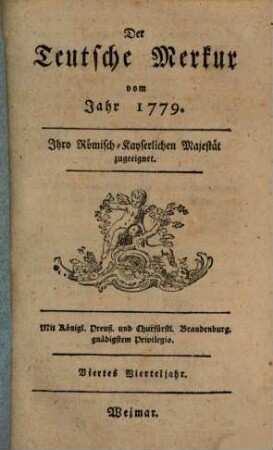 Der
Teutsche Merkur
vom
Jahr 1779.
Ihro Römisch-Kayserlichen Majestät
zugeeignet.
Mit Königl. Preuß. und Churfürstl. Brandenburg.
gnädigstem Privilegio.
Viertes Vierteljahr.
Weimar.